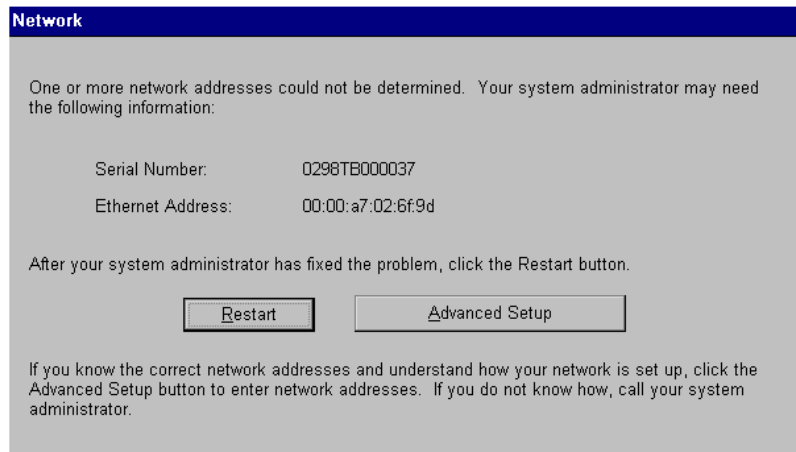 Network
One or more network addresses could not be determined. Your system administrator may need
the following information:
Serial Number: 0298TB000037
Ethernet Address: 00:00:a7:02:6f:9d
After your system administrator has fixed the problem, click the Restart button.
Restart Advanced Setup
If you know the correct network addresses and understand how your network is set up, click the
Advanced Setup button to enter network addresses. If you do not know how, call your system
administrator.